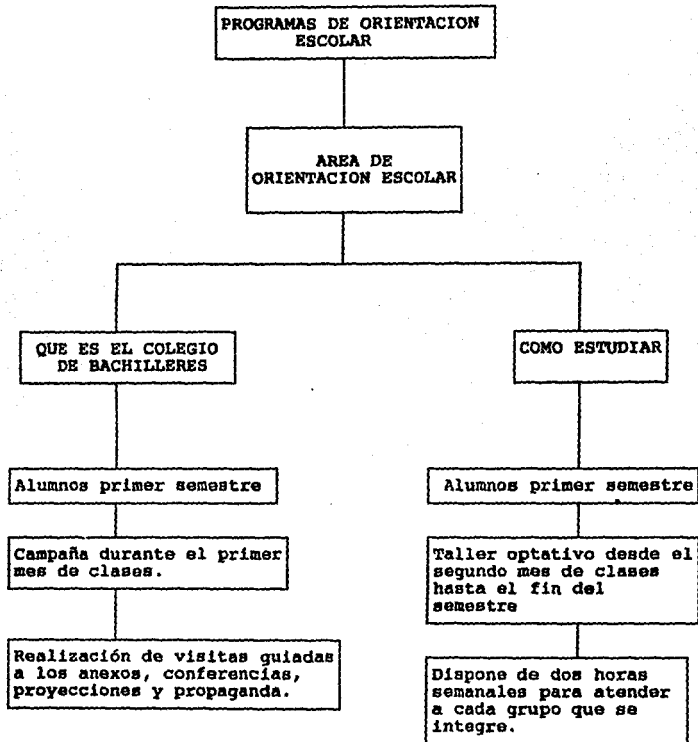 PROGRAMAS DE ORIENTACION
ESCOLAR
AREA DE
ORIENTACION ESCOLAR
QUE ES EL COLEGIO
DE BACHILLERES
Alumnos primer semestre
Campaña durante el primer
mes de clases.
Realización de visitas guiadas
a los anexos, conferencias,
proyecciones y propaganda.
COMO ESTUDIAR
Alumnos primer semestre
Taller optativo desde el
segundo mes de clases
hasta el fin del
semestre
Dispone de dos horas
semanales para atender
a cada grupo que se
integre.